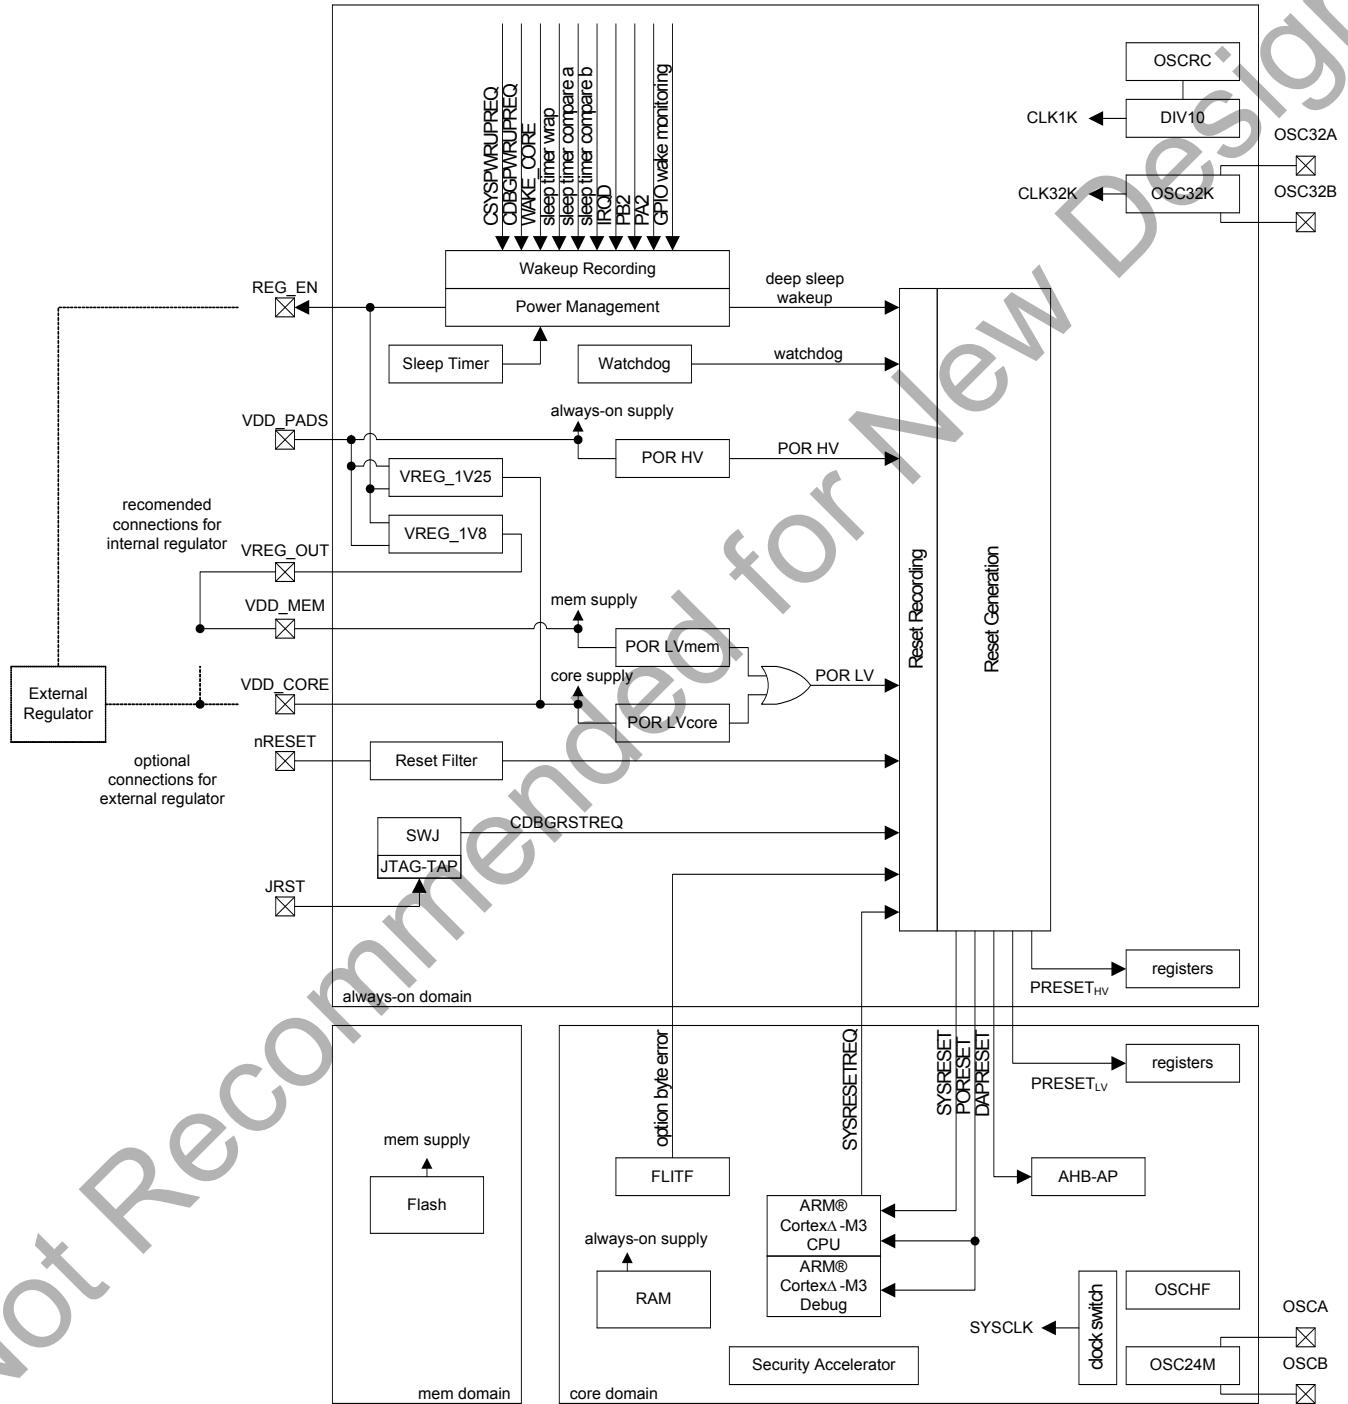 CSYSPWRUPREQ
CDBGPWRUPREQ
WAKE_CORE
sleep timer wrap
sleep timer compare a
sleep timer compare b
IRQD
PB2
PA2
GPIO wake monitoring
OSCRC
CLK1K
DIV10
OSC32A
CLK32K
OSC32K
OSC32B
Wakeup Recording
Power Management
REG_EN
deep sleep
wakeup
Sleep Timer
Watchdog
watchdog
VDD_PADS
always-on supply
POR HV
POR HV
VREG_1V25
VREG_1V8
recomended
connections for
internal regulator
VREG_OUT
VDD_MEM
mem supply
POR LVmem
Reset Recording
Reset Generation
External
Regulator
VDD_CORE
core supply
POR LVcore
POR LV
nRESET
Reset Filter
optional
connections for
external regulator
SWJ
JTAG-TAP
CDBGRSTREQ
JRST
registers
PRESETHV
always-on domain
option byte error
SYSRESETREQ
SYSRESET
PORESET
DAPRESET
registers
PRESETLV
mem supply
Flash
FLITF
AHB-AP
ARM®
Cortex∆ -M3
CPU
ARM®
Cortex∆ -M3
Debug
always-on supply
RAM
SYSCLK
clock switch
OSCHF
OSCA
OSC24M
OSCB
Security Accelerator
mem domain
core domain
Not Recommended for New Design